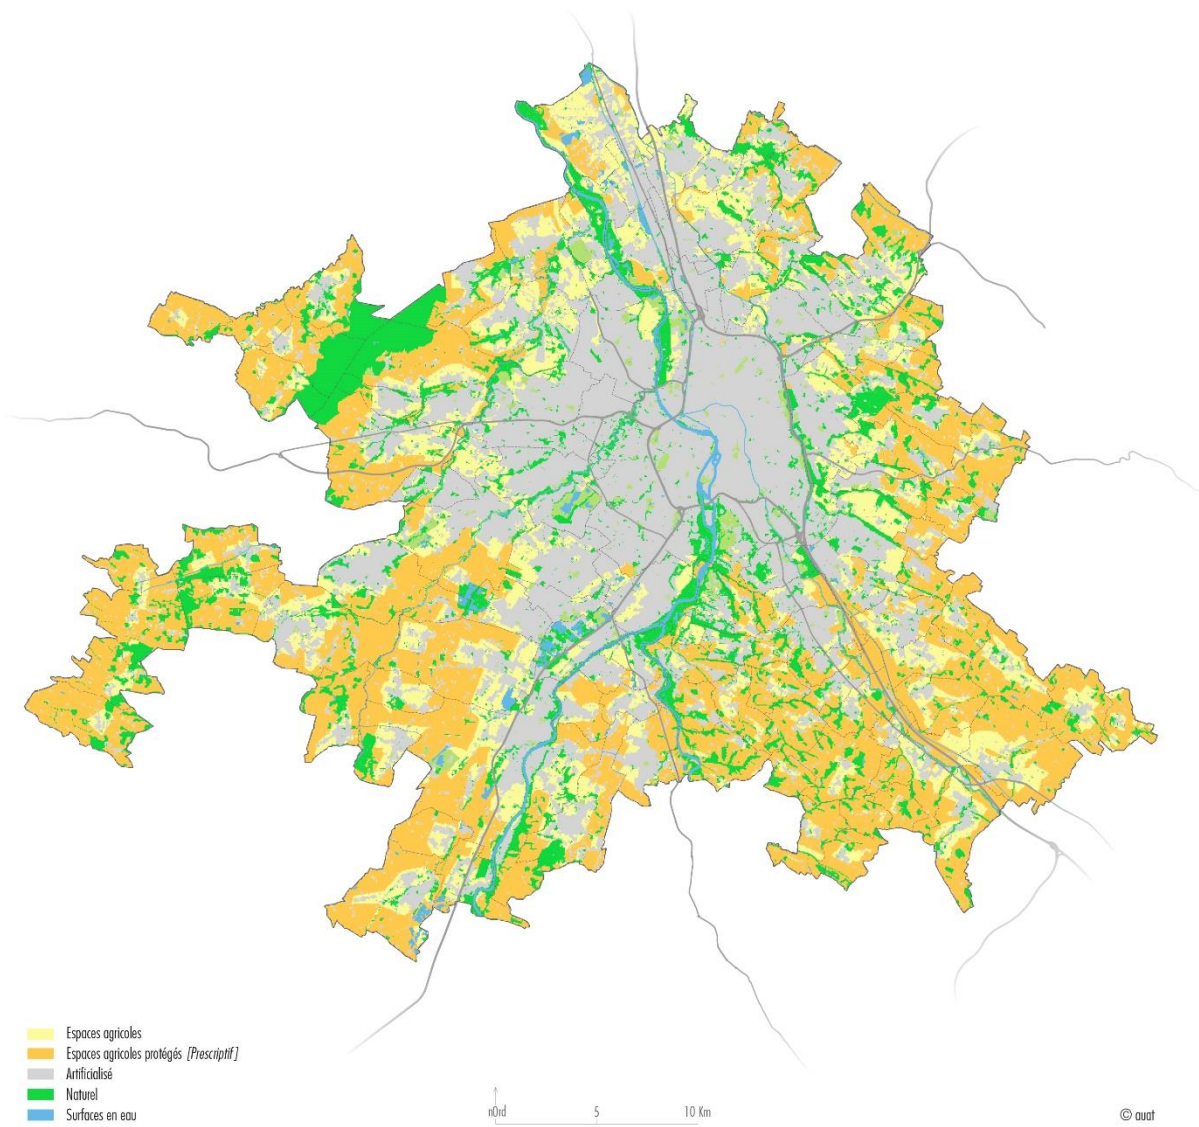 Espaces agricoles
Espaces agricoles protégés [Prescriptif]
Artificialisé
Naturel
Surfaces en eau
nOrd 5 10 Km
© auat